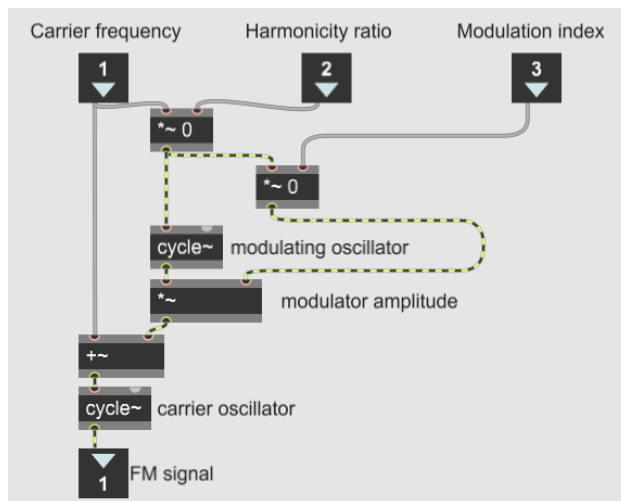 Carrier frequency
Harmonicity ratio
Modulation index
1
2
3
*~ 0
*~ 0
cycle~
modulating oscillator
*~
modulator amplitude
+~
cycle~
carrier oscillator
1
FM signal